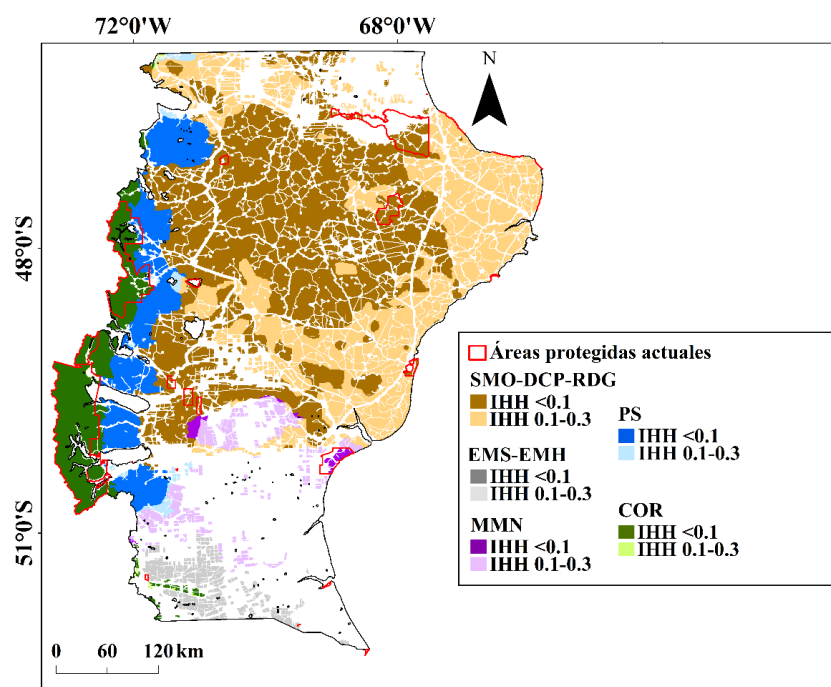 72°0'W 68°0'W
N
48°0'S
51°0'S
Áreas protegidas actuales
SMO-DCP-RDG
IHH <0.1
IHH 0.1-0.3
EMS-EMH
IHH <0.1
IHH 0.1-0.3
MMN
IHH <0.1
IHH 0.1-0.3
PS
IHH <0.1
IHH 0.1-0.3
COR
IHH <0.1
IHH 0.1-0.3
0 60 120 km